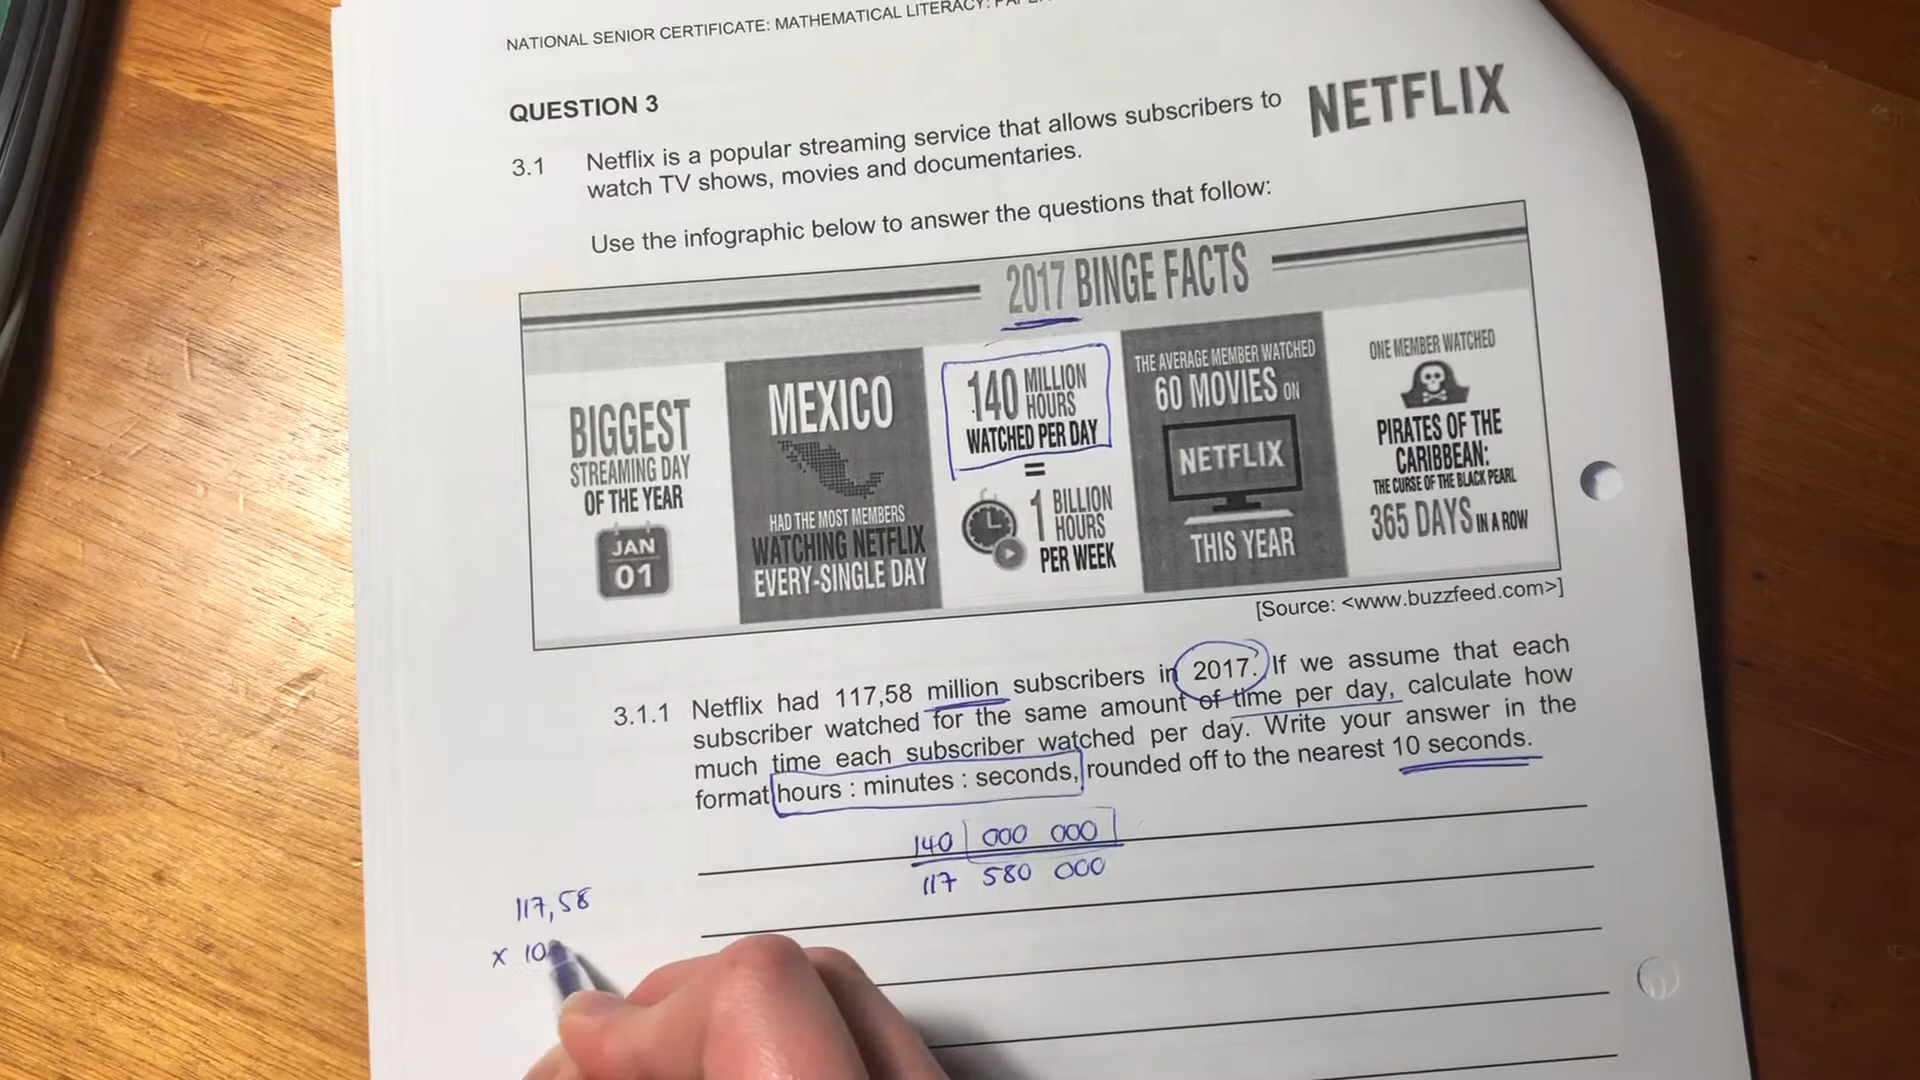 NATIONAL SENIOR CERTIFICATE: MATHEMATICAL LITERACY:
QUESTION 3
3.1 Netflix is a popular streaming service that allows subscribers to
watch TV shows, movies and documentaries.
NETFLIX
Use the infographic below to answer the questions that follow:
2017 BINGE FACTS
BIGGEST
STREAMING DAY
OF THE YEAR
JAN
01
MEXICO
HAD THE MOST MEMBERS
WATCHING NETFLIX
EVERY-SINGLE DAY
140 MILLION
HOURS
WATCHED PER DAY
=
1 BILLION
HOURS
PER WEEK
THE AVERAGE MEMBER WATCHED
60 MOVIES ON
NETFLIX
THIS YEAR
ONE MEMBER WATCHED
PIRATES OF THE
CARIBBEAN:
THE CURSE OF THE BLACK PEARL
365 DAYS IN A ROW
[Source: <www.buzzfeed.com>]
3.1.1 Netflix had 117,58 million subscribers in 2017. If we assume that each
subscriber watched for the same amount of time per day, calculate how
much time each subscriber watched per day. Write your answer in the
format hours : minutes : seconds, rounded off to the nearest 10 seconds.
140 000 000
117 580 000
117,58
x 10